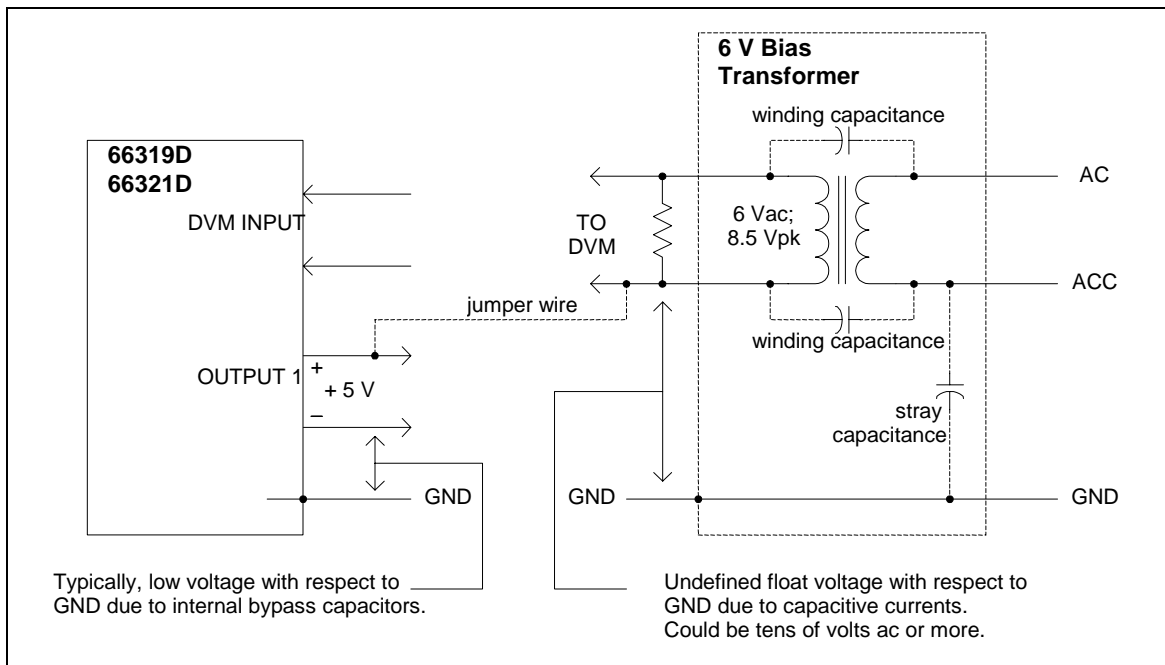 6 V Bias
Transformer
winding capacitance
66319D
66321D
DVM INPUT
TO
DVM
6 Vac;
8.5 Vpk
AC
ACC
jumper wire
winding capacitance
OUTPUT 1
+
+ 5 V
–
stray
capacitance
GND
GND
GND
Typically, low voltage with respect to
GND due to internal bypass capacitors.
Undefined float voltage with respect to
GND due to capacitive currents.
Could be tens of volts ac or more.